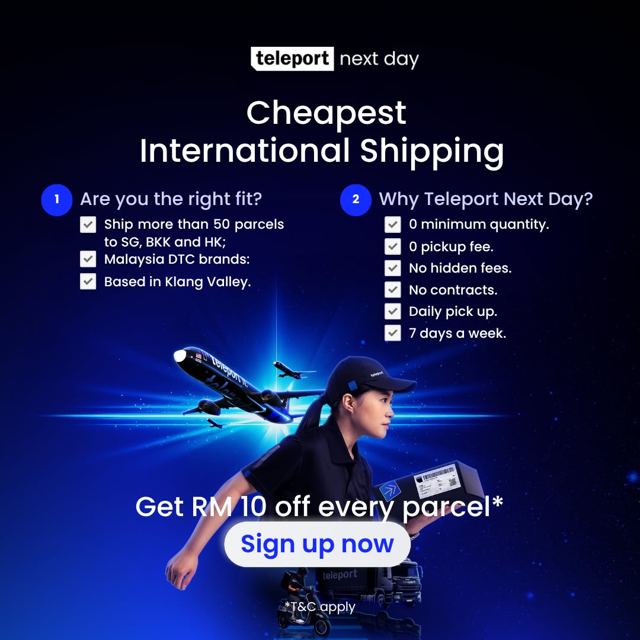 teleport next day
Cheapest
International Shipping
1 Are you the right fit?
Ship more than 50 parcels
to SG, BKK and HK;
Malaysia DTC brands:
Based in Klang Valley.
2 Why Teleport Next Day?
0 minimum quantity.
0 pickup fee.
No hidden fees.
No contracts.
Daily pick up.
7 days a week.
teleport
Get RM 10 off every parcel*
Sign up now
teleport
*T&C apply